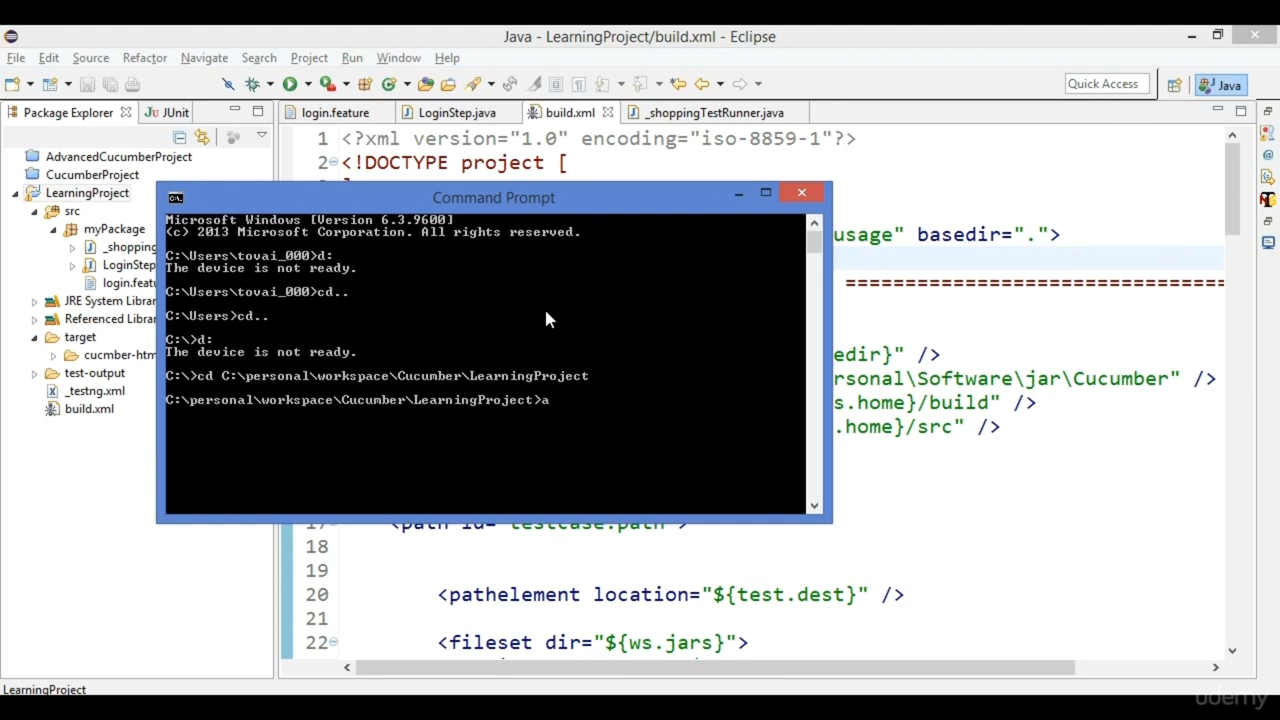 Java - LearningProject/build.xml - Eclipse
File Edit Source Refactor Navigate Search Project Run Window Help
Quick Access
Java
Package Explorer
JUnit
login.feature
LoginStep.java
build.xml
_shoppingTestRunner.java
AdvancedCucumberProject
CucumberProject
LearningProject
src
myPackage
_shopping
LoginStep
login.featu
JRE System Librar
Referenced Librar
target
cucmber-htm
test-output
_testng.xml
build.xml
1 <?xml version="1.0" encoding="iso-8859-1"?>
2 <!DOCTYPE project [
usage" basedir=".">
===============================
edir}" />
rsonal\Software\jar\Cucumber" />
s.home}/build" />
.home}/src" />
17 <path id="testcase.path">
18
19
20 <pathelement location="${test.dest}" />
21
22 <fileset dir="${ws.jars}">
Command Prompt
Microsoft Windows [Version 6.3.9600]
(c) 2013 Microsoft Corporation. All rights reserved.
C:\Users\tovai_000>d:
The device is not ready.
C:\Users\tovai_000>cd..
C:\Users>cd..
C:\>d:
The device is not ready.
C:\>cd C:\personal\workspace\Cucumber\LearningProject
C:\personal\workspace\Cucumber\LearningProject>a
LearningProject
udemy